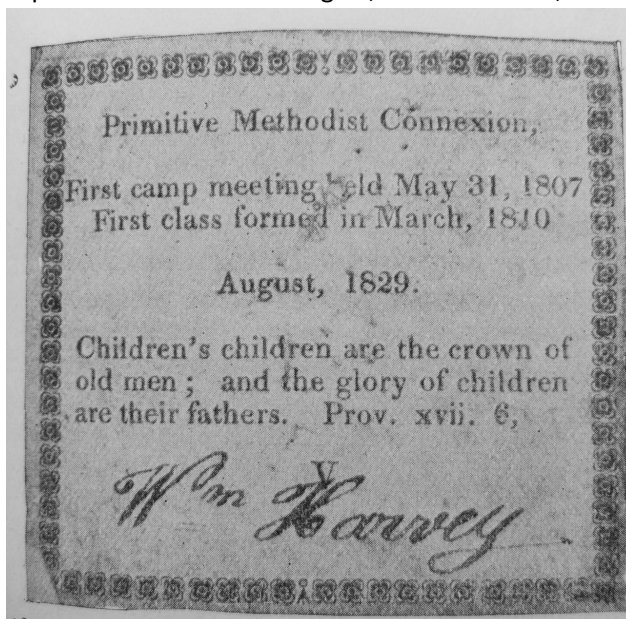 Primitive Methodist Connexion,
First camp meeting held May 31, 1807
First class formed in March, 1810
August, 1829.
Children's children are the crown of
old men; and the glory of children
are their fathers. Prov. xvii. 6,
V
Wm Harvey